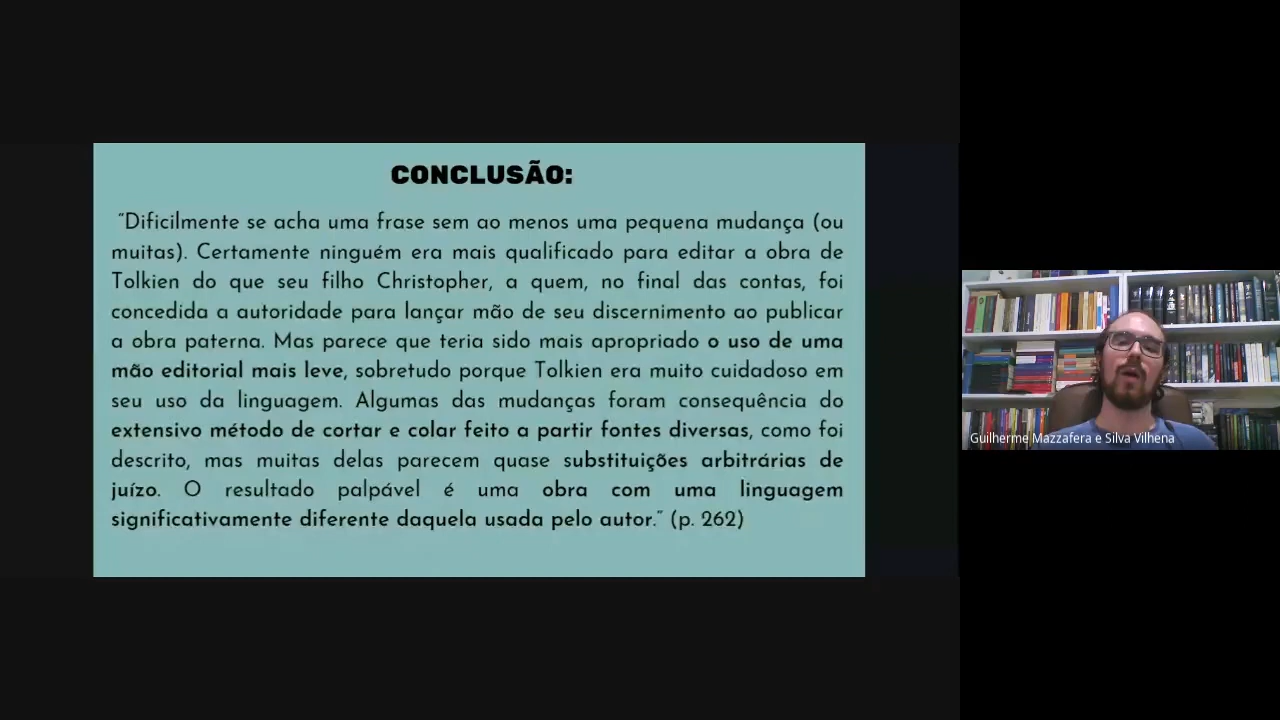 CONCLUSÃO:
“Dificilmente se acha uma frase sem ao menos uma pequena mudança (ou
muitas). Certamente ninguém era mais qualificado para editar a obra de
Tolkien do que seu filho Christopher, a quem, no final das contas, foi
concedida a autoridade para lançar mão de seu discernimento ao publicar
a obra paterna. Mas parece que teria sido mais apropriado o uso de uma
mão editorial mais leve, sobretudo porque Tolkien era muito cuidadoso em
seu uso da linguagem. Algumas das mudanças foram consequência do
extensivo método de cortar e colar feito a partir fontes diversas, como foi
descrito, mas muitas delas parecem quase substituições arbitrárias de
juízo. O resultado palpável é uma obra com uma linguagem
significativamente diferente daquela usada pelo autor.” (p. 262)
Guilherme Mazzafera e Silva Vilhena